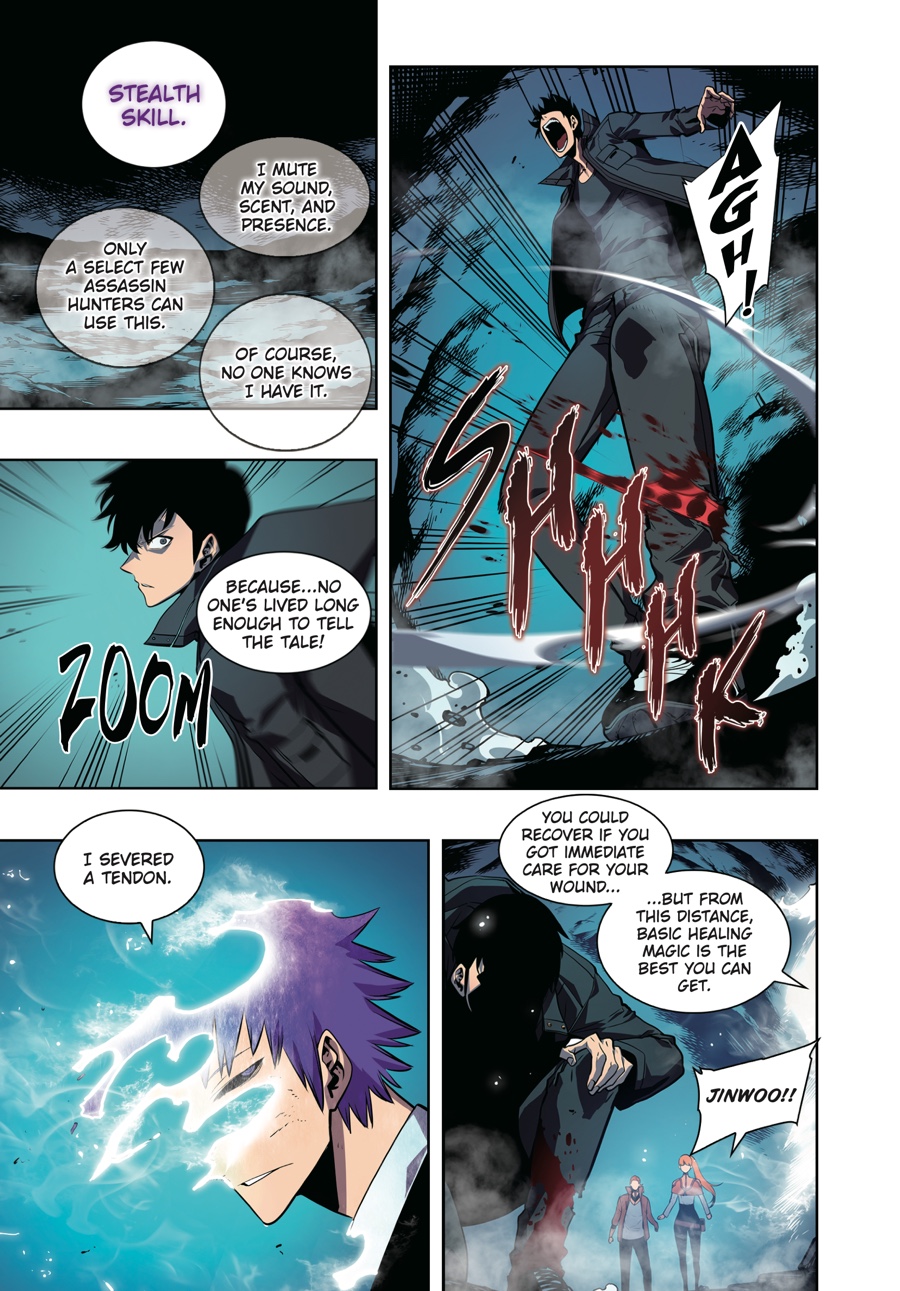 STEALTH
SKILL.
I MUTE
MY SOUND,
SCENT, AND
PRESENCE.
ONLY
A SELECT FEW
ASSASSIN
HUNTERS CAN
USE THIS.
OF COURSE,
NO ONE KNOWS
I HAVE IT.
BECAUSE...NO
ONE'S LIVED LONG
ENOUGH TO TELL
THE TALE!
ZOOM
AGH!
SHHHK
I SEVERED
A TENDON.
YOU COULD
RECOVER IF YOU
GOT IMMEDIATE
CARE FOR YOUR
WOUND...
...BUT FROM
THIS DISTANCE,
BASIC HEALING
MAGIC IS THE
BEST YOU CAN
GET.
JINWOO!!